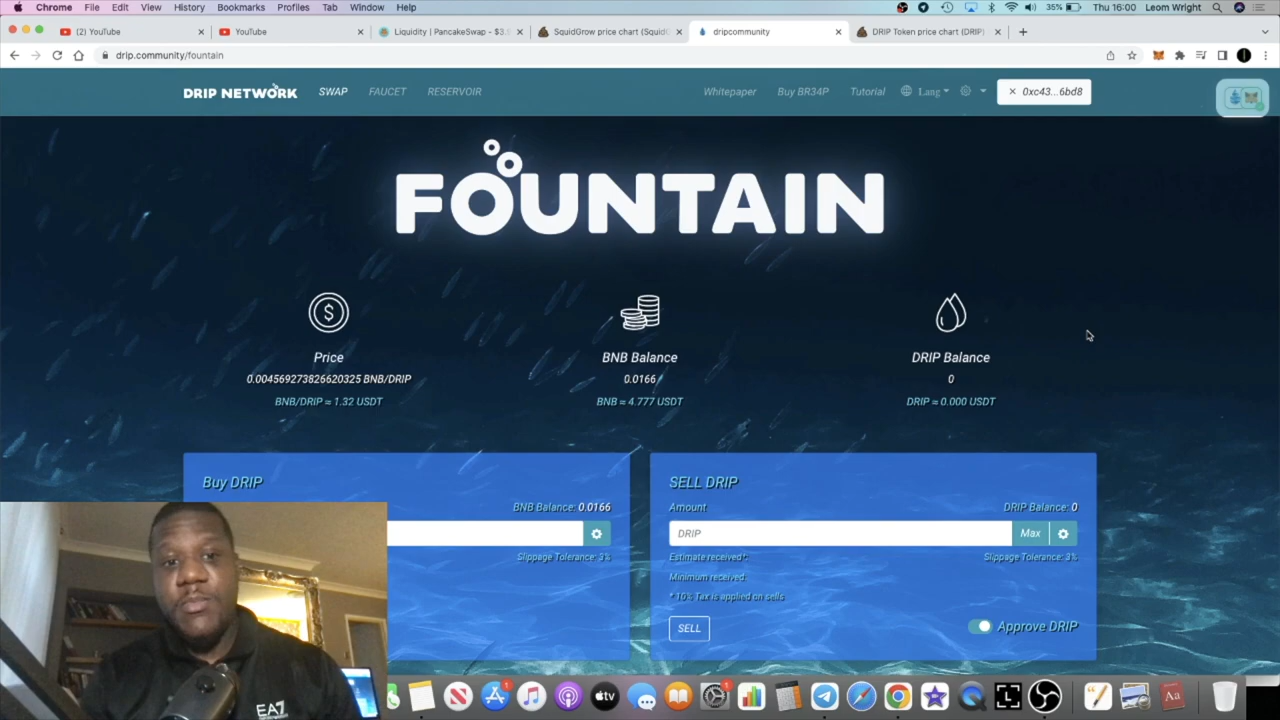 Chrome File Edit View History Bookmarks Profiles Tab Window Help 35% Thu 16:00 Leom Wright
(2) YouTube YouTube Liquidity | PancakeSwap - $3. SquidGrow price chart (Squid dripcommunity DRIP Token price chart (DRIP)
drip.community/fountain
DRIP NETWORK SWAP FAUCET RESERVOIR Whitepaper Buy BR34P Tutorial Lang 0xc43...6bd8
FOUNTAIN
Price BNB Balance DRIP Balance
0.004569273826620325 BNB/DRIP 0.0166 0
BNB/DRIP ≈ 1.32 USDT BNB ≈ 4.777 USDT DRIP ≈ 0.000 USDT
Buy DRIP SELL DRIP
BNB Balance: 0.0166 Amount DRIP Balance: 0
DRIP Max
Slippage Tolerance: 3% Estimate received*: Slippage Tolerance: 3%
Minimum received:
* 10% Tax is applied on sells
SELL Approve DRIP
EA7
Aa